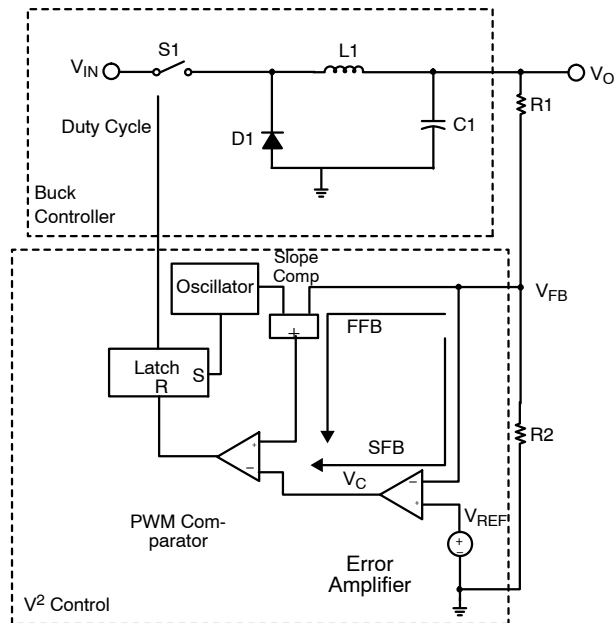 S1
L1
V_IN
V_O
R1
Duty Cycle
D1
C1
Buck
Controller
Slope
Comp
Oscillator
V_FB
+
FFB
Latch
S
R
R2
+
SFB
−
V_C
−
+
V_REF
PWM Com-
parator
+
−
Error
Amplifier
V² Control